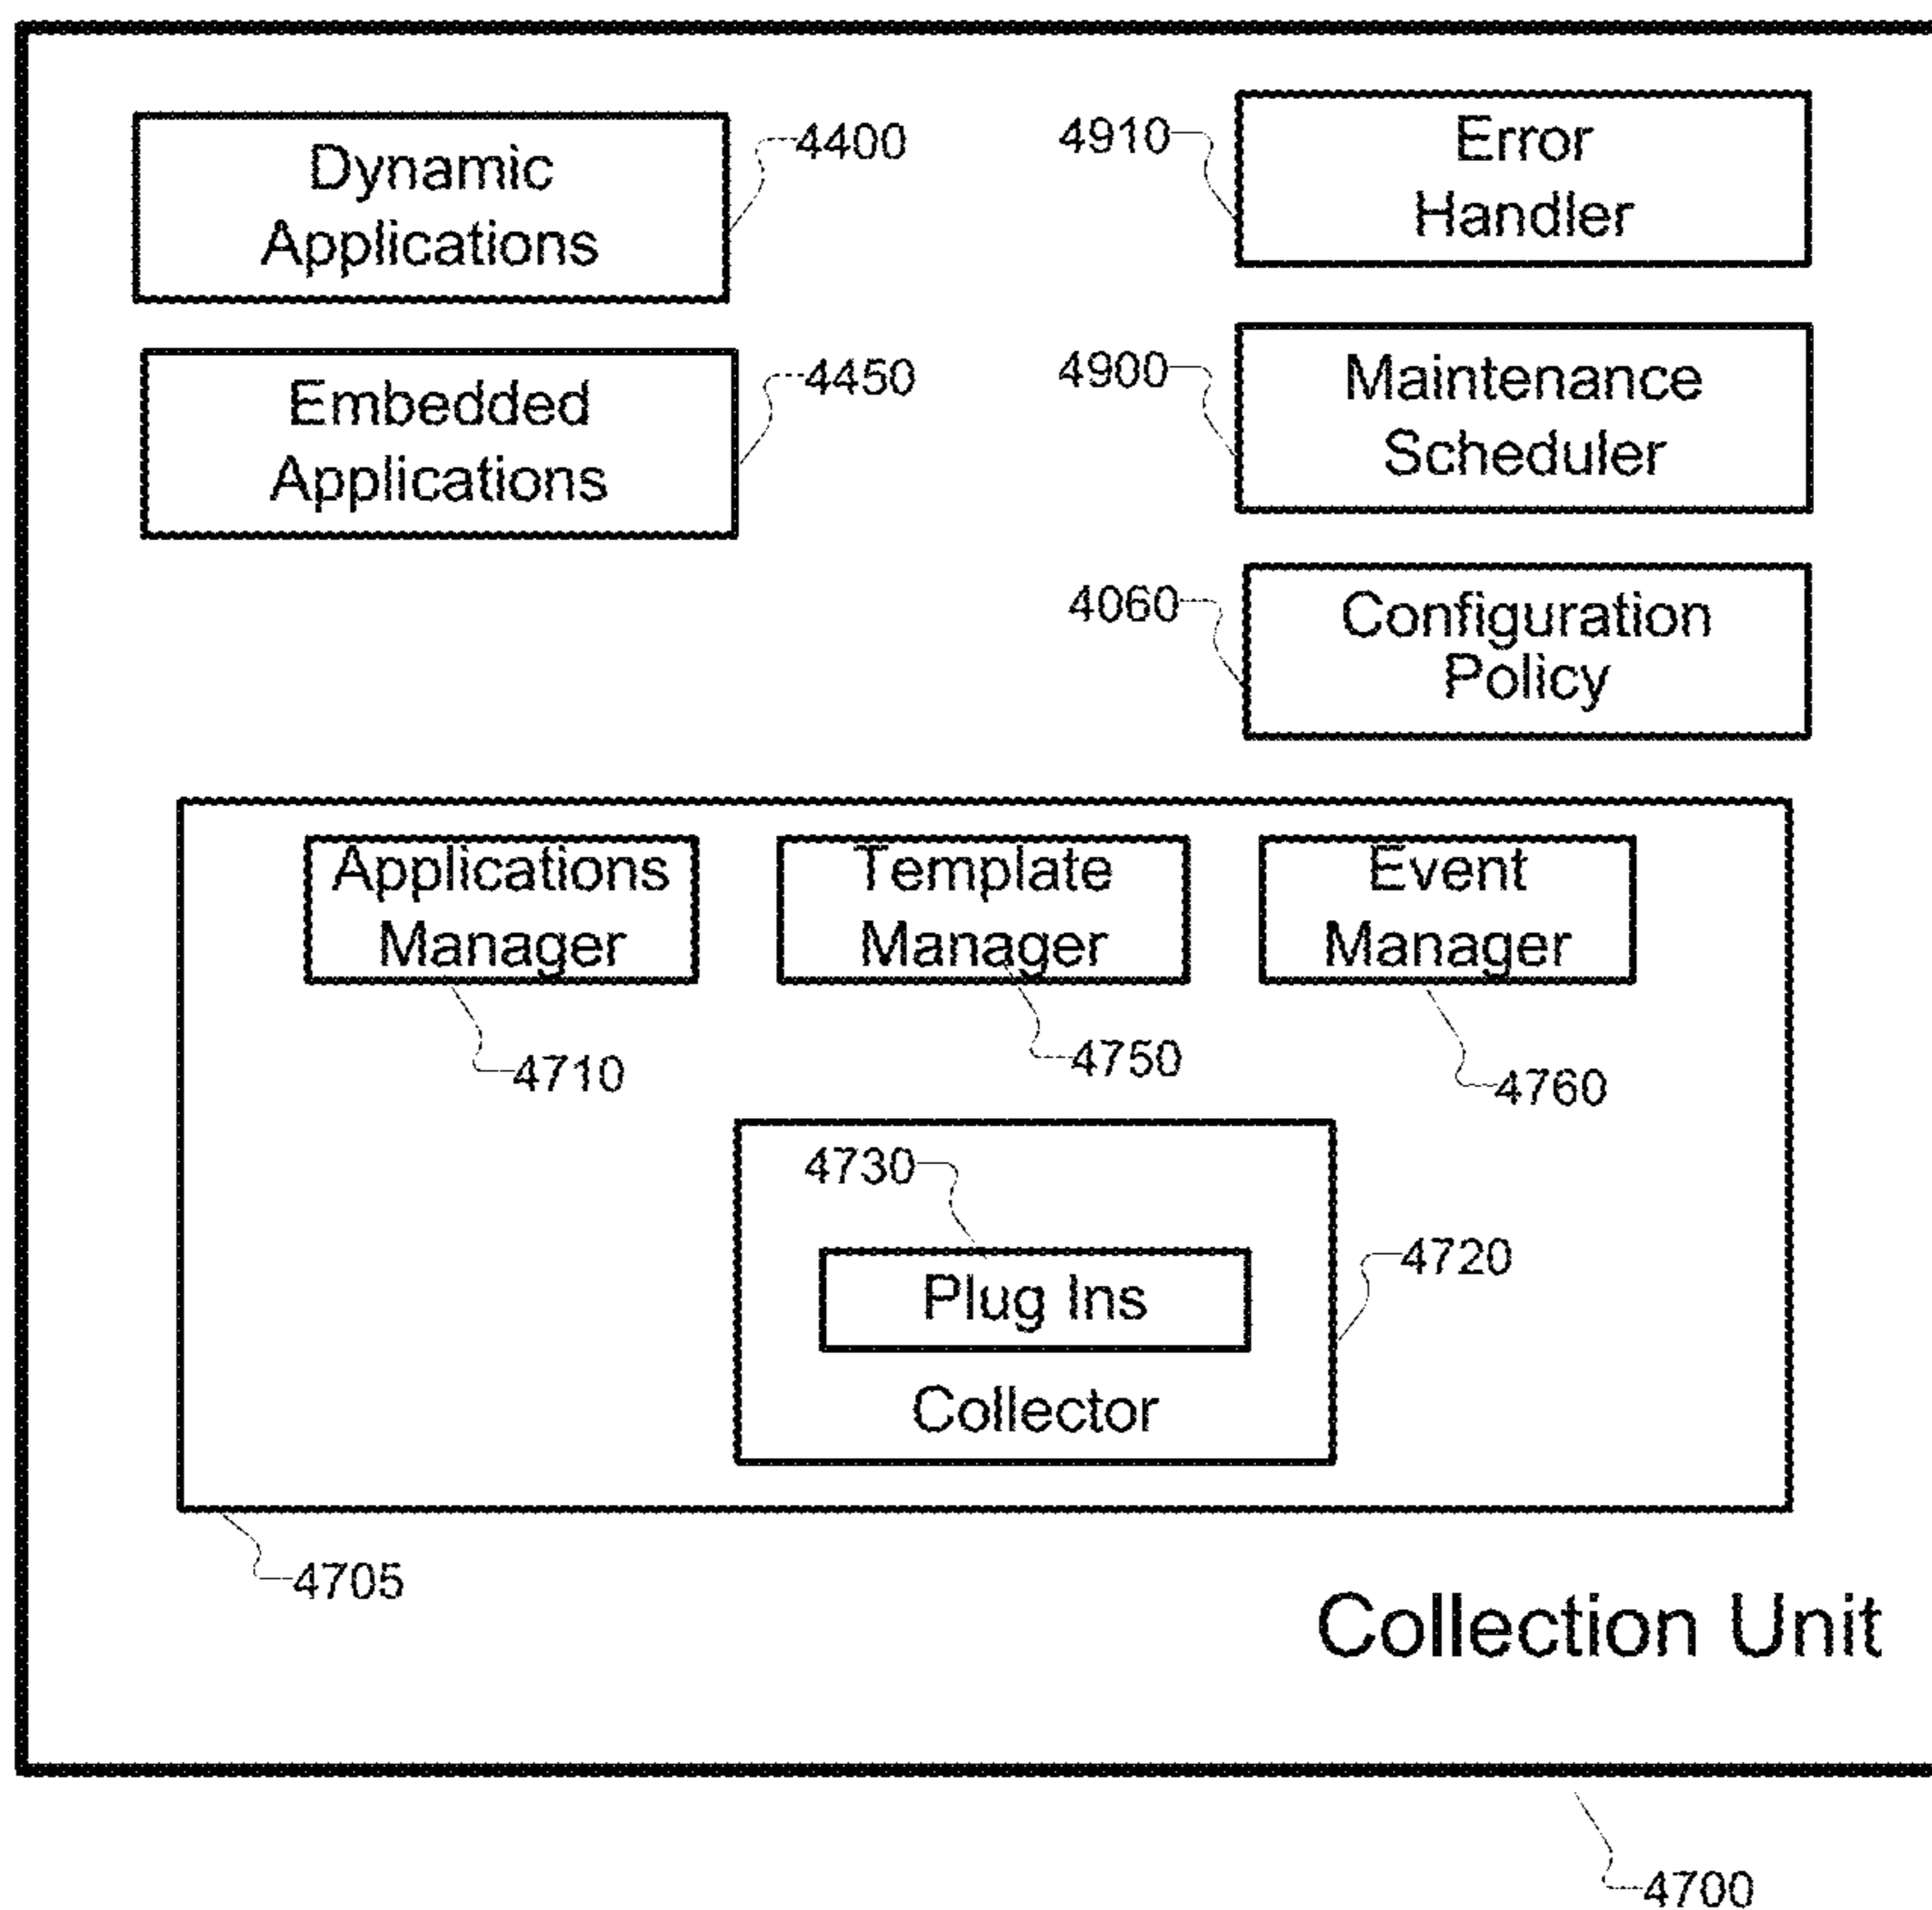 Dynamic
Applications
4400
4910
Error
Handler
Embedded
Applications
4450
4900
Maintenance
Scheduler
4060
Configuration
Policy
Applications
Manager
Template
Manager
Event
Manager
4710
4750
4760
4730
Plug Ins
Collector
4720
4705
Collection Unit
4700